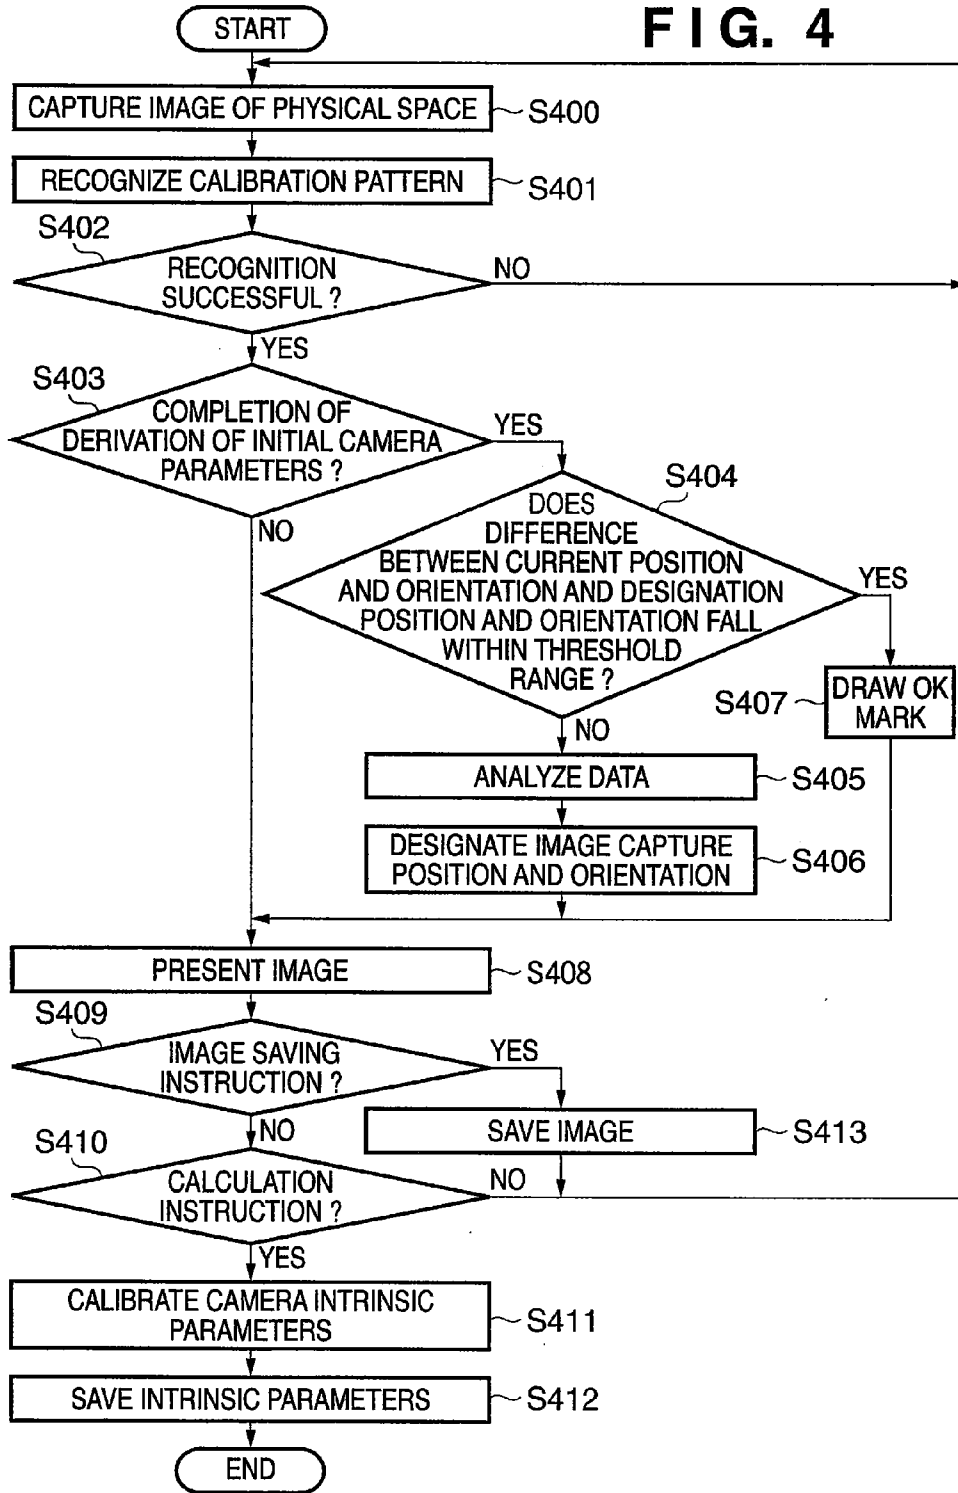 FIG. 4
START
CAPTURE IMAGE OF PHYSICAL SPACE
S400
RECOGNIZE CALIBRATION PATTERN
S401
S402
RECOGNITION
SUCCESSFUL ?
NO
YES
S403
COMPLETION OF
DERIVATION OF INITIAL CAMERA
PARAMETERS ?
YES
NO
S404
DOES
DIFFERENCE
BETWEEN CURRENT POSITION
AND ORIENTATION AND DESIGNATION
POSITION AND ORIENTATION FALL
WITHIN THRESHOLD
RANGE ?
YES
NO
S407
DRAW OK
MARK
ANALYZE DATA
S405
DESIGNATE IMAGE CAPTURE
POSITION AND ORIENTATION
S406
PRESENT IMAGE
S408
S409
IMAGE SAVING
INSTRUCTION ?
YES
NO
SAVE IMAGE
S413
S410
CALCULATION
INSTRUCTION ?
NO
YES
CALIBRATE CAMERA INTRINSIC
PARAMETERS
S411
SAVE INTRINSIC PARAMETERS
S412
END